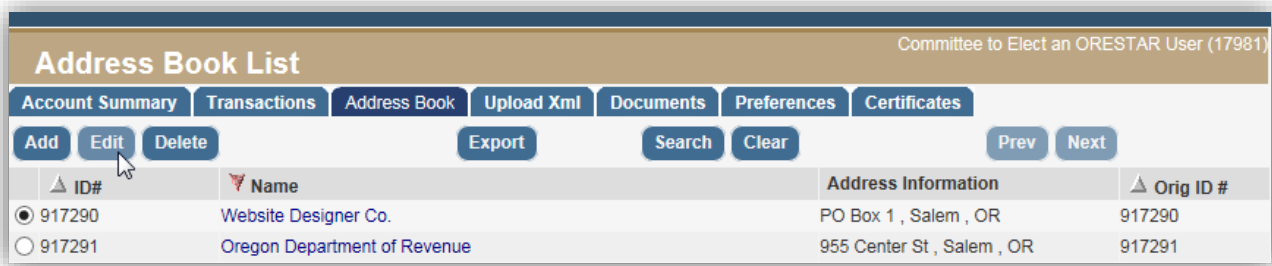 Committee to Elect an ORESTAR User (17981)
Address Book List
Account Summary Transactions Address Book Upload Xml Documents Preferences Certificates
Add Edit Delete Export Search Clear Prev Next
ID# Name Address Information Orig ID #
917290 Website Designer Co. PO Box 1 , Salem , OR 917290
917291 Oregon Department of Revenue 955 Center St , Salem , OR 917291